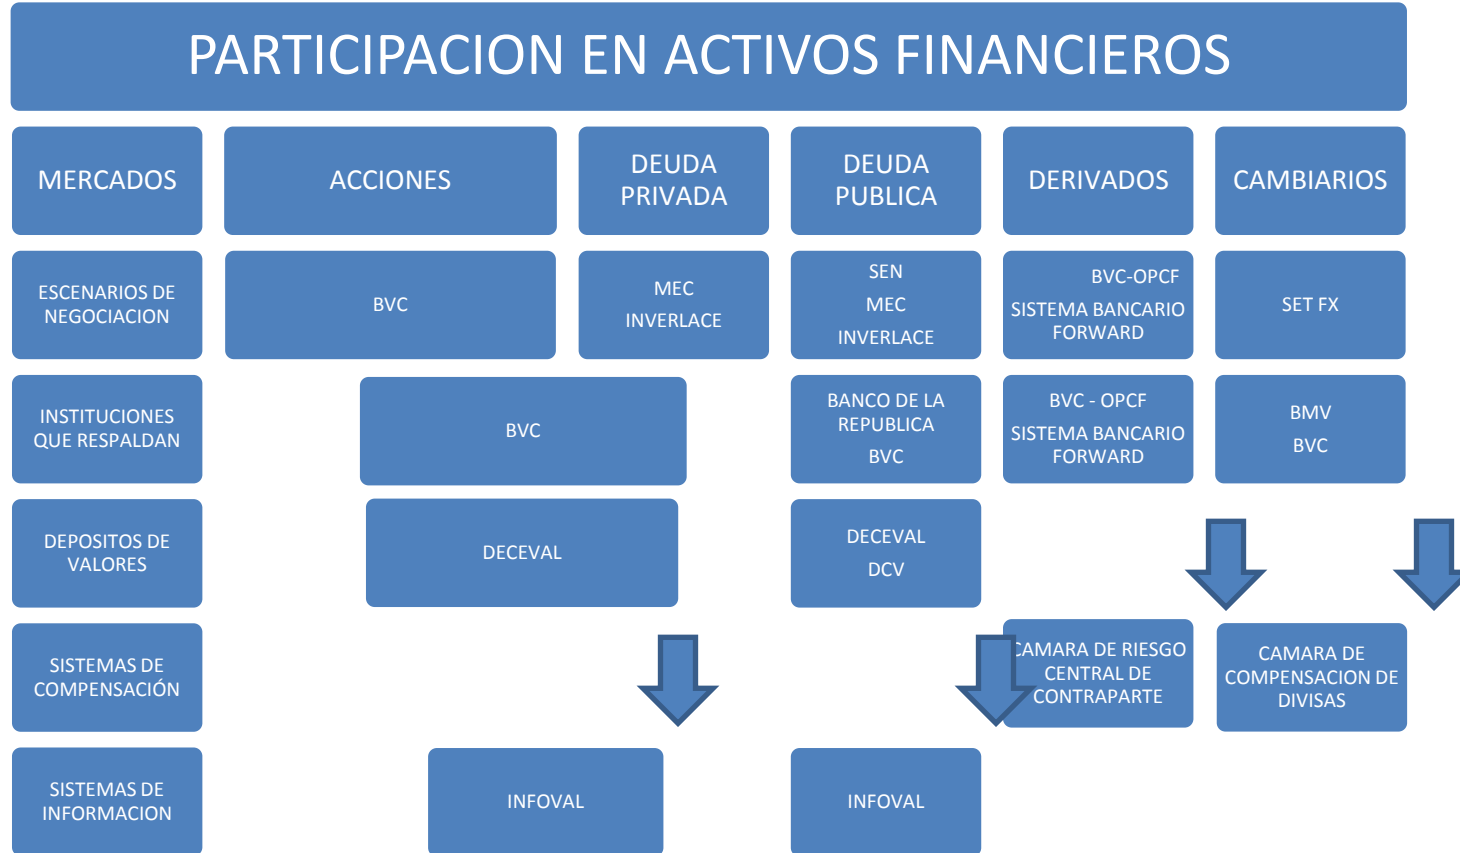 PARTICIPACION EN ACTIVOS FINANCIEROS
MERCADOS
ACCIONES
DEUDA
PRIVADA
DEUDA
PUBLICA
DERIVADOS
CAMBIARIOS
ESCENARIOS DE
NEGOCIACION
BVC
MEC
INVERLACE
SEN
MEC
INVERLACE
BVC-OPCF
SISTEMA BANCARIO
FORWARD
SET FX
INSTITUCIONES
QUE RESPALDAN
BVC
BANCO DE LA
REPUBLICA
BVC
BVC - OPCF
SISTEMA BANCARIO
FORWARD
BMV
BVC
DEPOSITOS DE
VALORES
DECEVAL
DECEVAL
DCV
SISTEMAS DE
COMPENSACIÓN
CAMARA DE RIESGO
CENTRAL DE
CONTRAPARTE
CAMARA DE
COMPENSACION DE
DIVISAS
SISTEMAS DE
INFORMACION
INFOVAL
INFOVAL